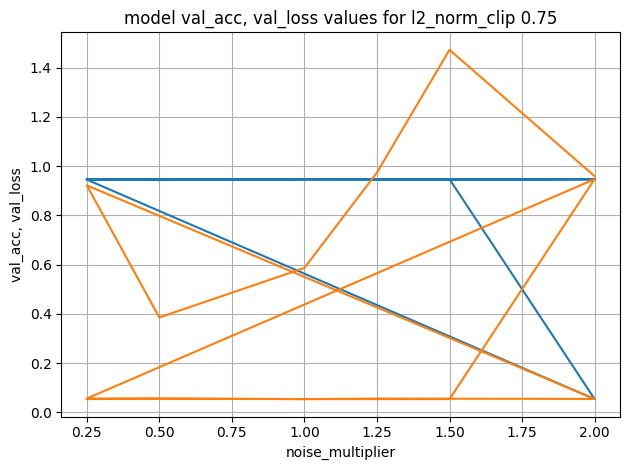 model val_acc, val_loss values for l2_norm_clip 0.75
val_acc, val_loss
1.4
1.2
1.0
0.8
0.6
0.4
0.2
0.0
0.25 0.50 0.75 1.00 1.25 1.50 1.75 2.00
noise_multiplier